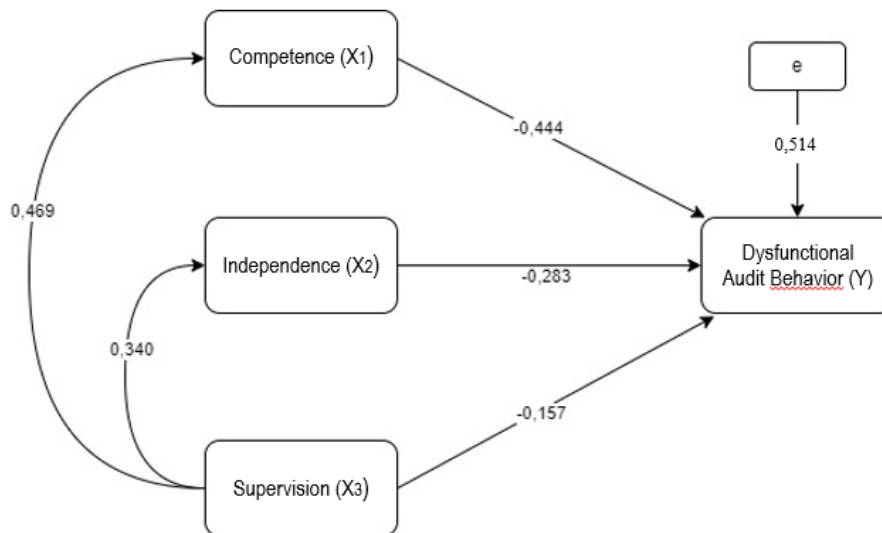 Competence (X1)
e
-0,444
0,514
0,469
Independence (X2)
-0,283
Dysfunctional
Audit Behavior (Y)
0,340
-0,157
Supervision (X3)